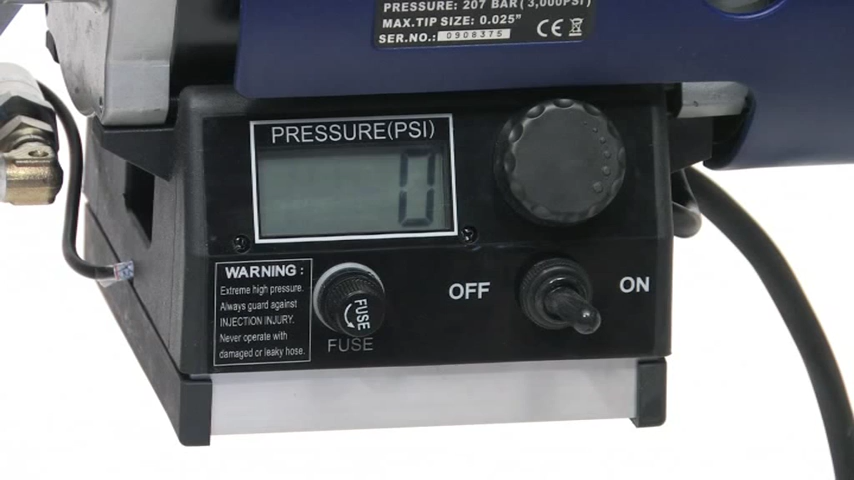 PRESSURE: 207 BAR (3,000PSI)
MAX.TIP SIZE: 0.025"
SER.NO.: 0908375
CE
PRESSURE(PSI)
0
WARNING :
Extreme high pressure.
Always guard against
INJECTION INJURY.
Never operate with
damaged or leaky hose.
FUSE
FUSE
OFF
ON